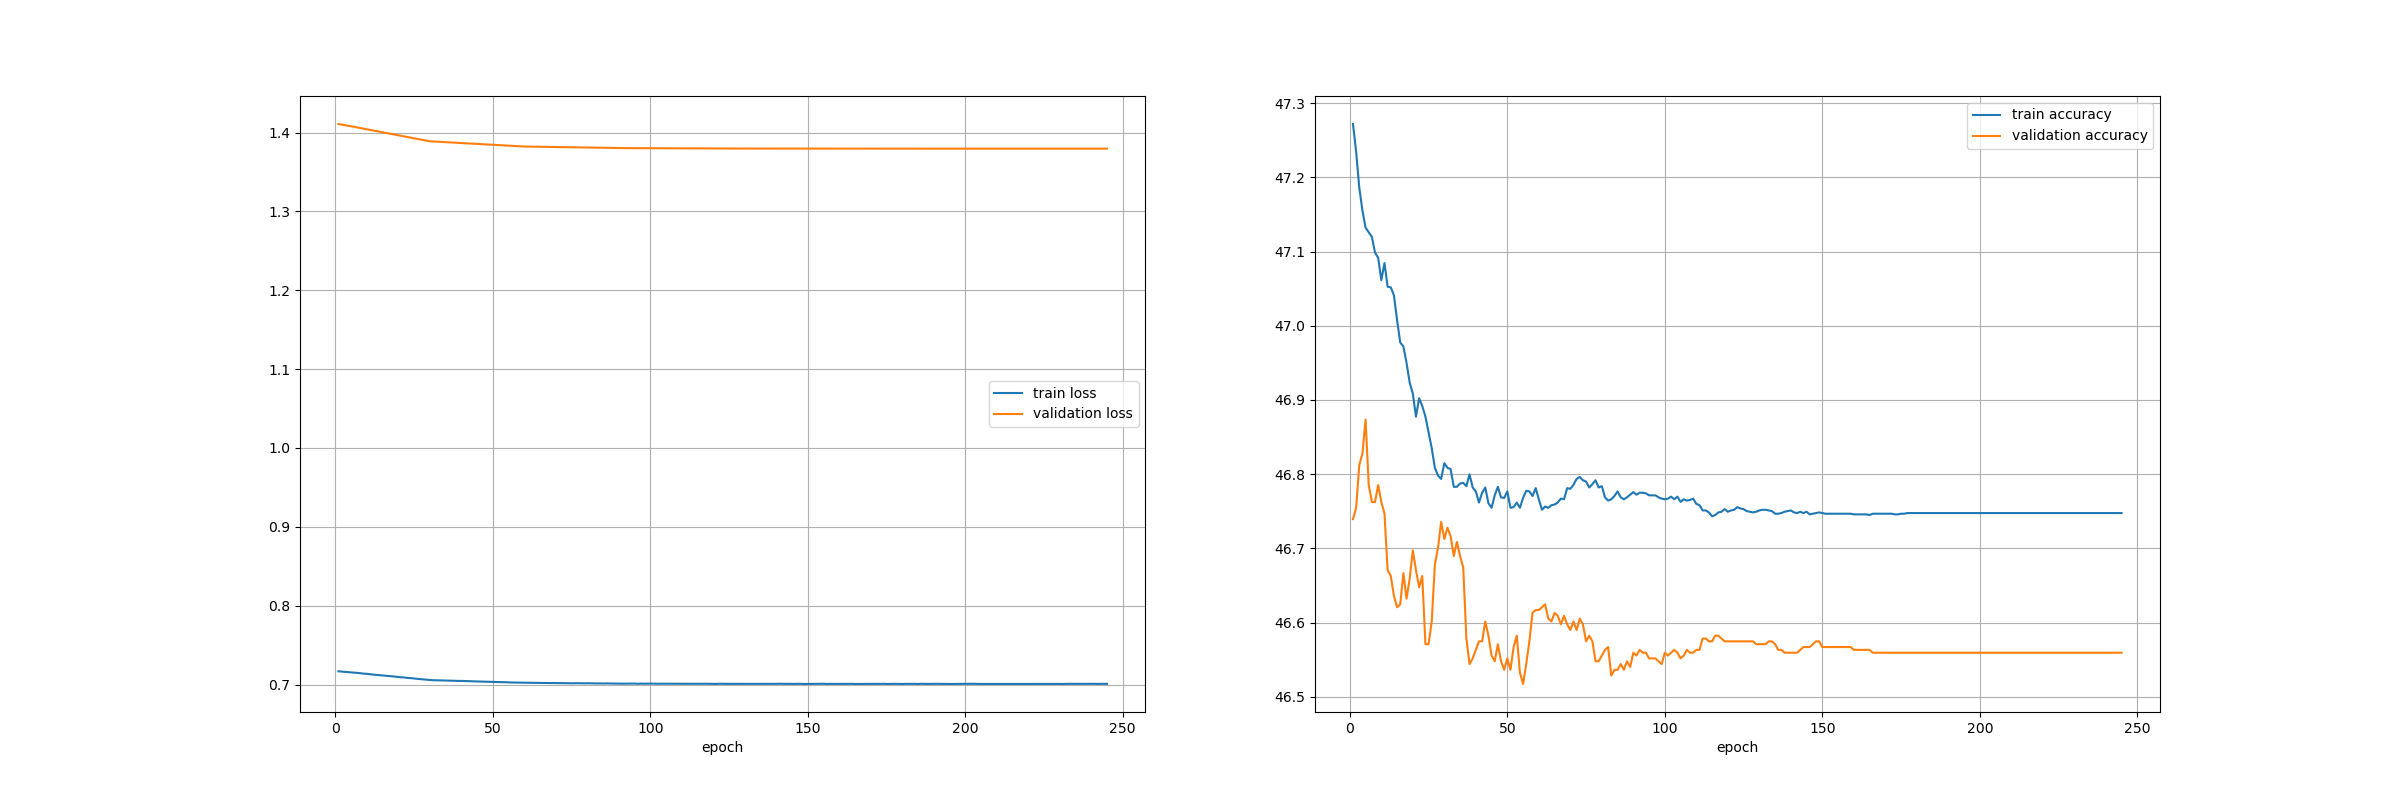 1.4
1.3
1.2
1.1
1.0
0.9
0.8
0.7
0 50 100 150 200 250
epoch
train loss
validation loss
47.3
47.2
47.1
47.0
46.9
46.8
46.7
46.6
46.5
0 50 100 150 200 250
epoch
train accuracy
validation accuracy